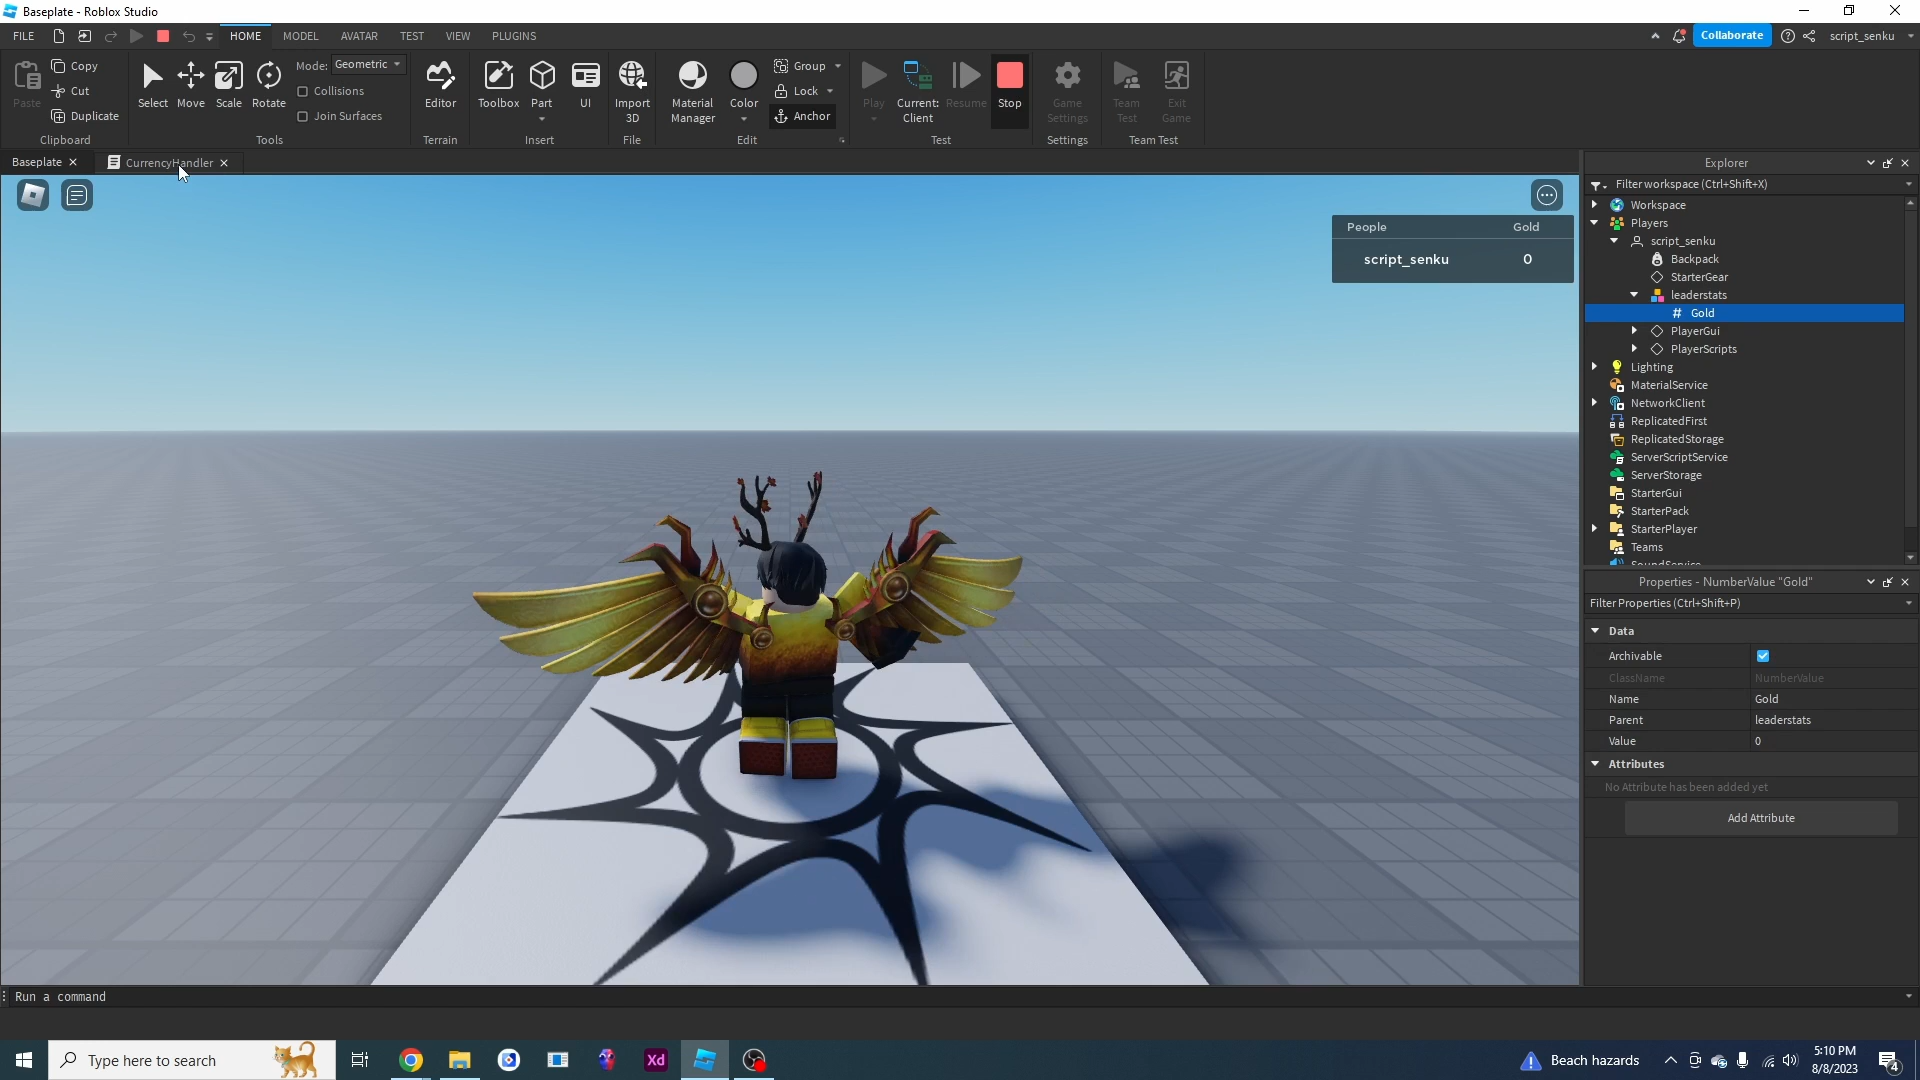 Baseplate - Roblox Studio
FILE HOME MODEL AVATAR TEST VIEW PLUGINS Collaborate script_senku
Paste
Copy
Cut
Duplicate
Clipboard
Select Move Scale Rotate
Mode: Geometric
Collisions
Join Surfaces
Tools
Editor
Terrain
Toolbox Part UI
Insert
Import
3D
File
Material
Manager
Color
Group
Lock
Anchor
Edit
Play
Current:
Client
Resume Stop
Test
Game
Settings
Settings
Team
Test
Exit
Game
Team Test
Baseplate CurrencyHandler
People Gold
script_senku 0
Explorer
Filter workspace (Ctrl+Shift+X)
Workspace
Players
script_senku
Backpack
StarterGear
leaderstats
# Gold
PlayerGui
PlayerScripts
Lighting
MaterialService
NetworkClient
ReplicatedFirst
ReplicatedStorage
ServerScriptService
ServerStorage
StarterGui
StarterPack
StarterPlayer
Teams
SoundService
Properties - NumberValue "Gold"
Filter Properties (Ctrl+Shift+P)
Data
Archivable
ClassName NumberValue
Name Gold
Parent leaderstats
Value 0
Attributes
No Attribute has been added yet
Add Attribute
Run a command
Type here to search
Xd
Beach hazards
5:10 PM
8/8/2023
4